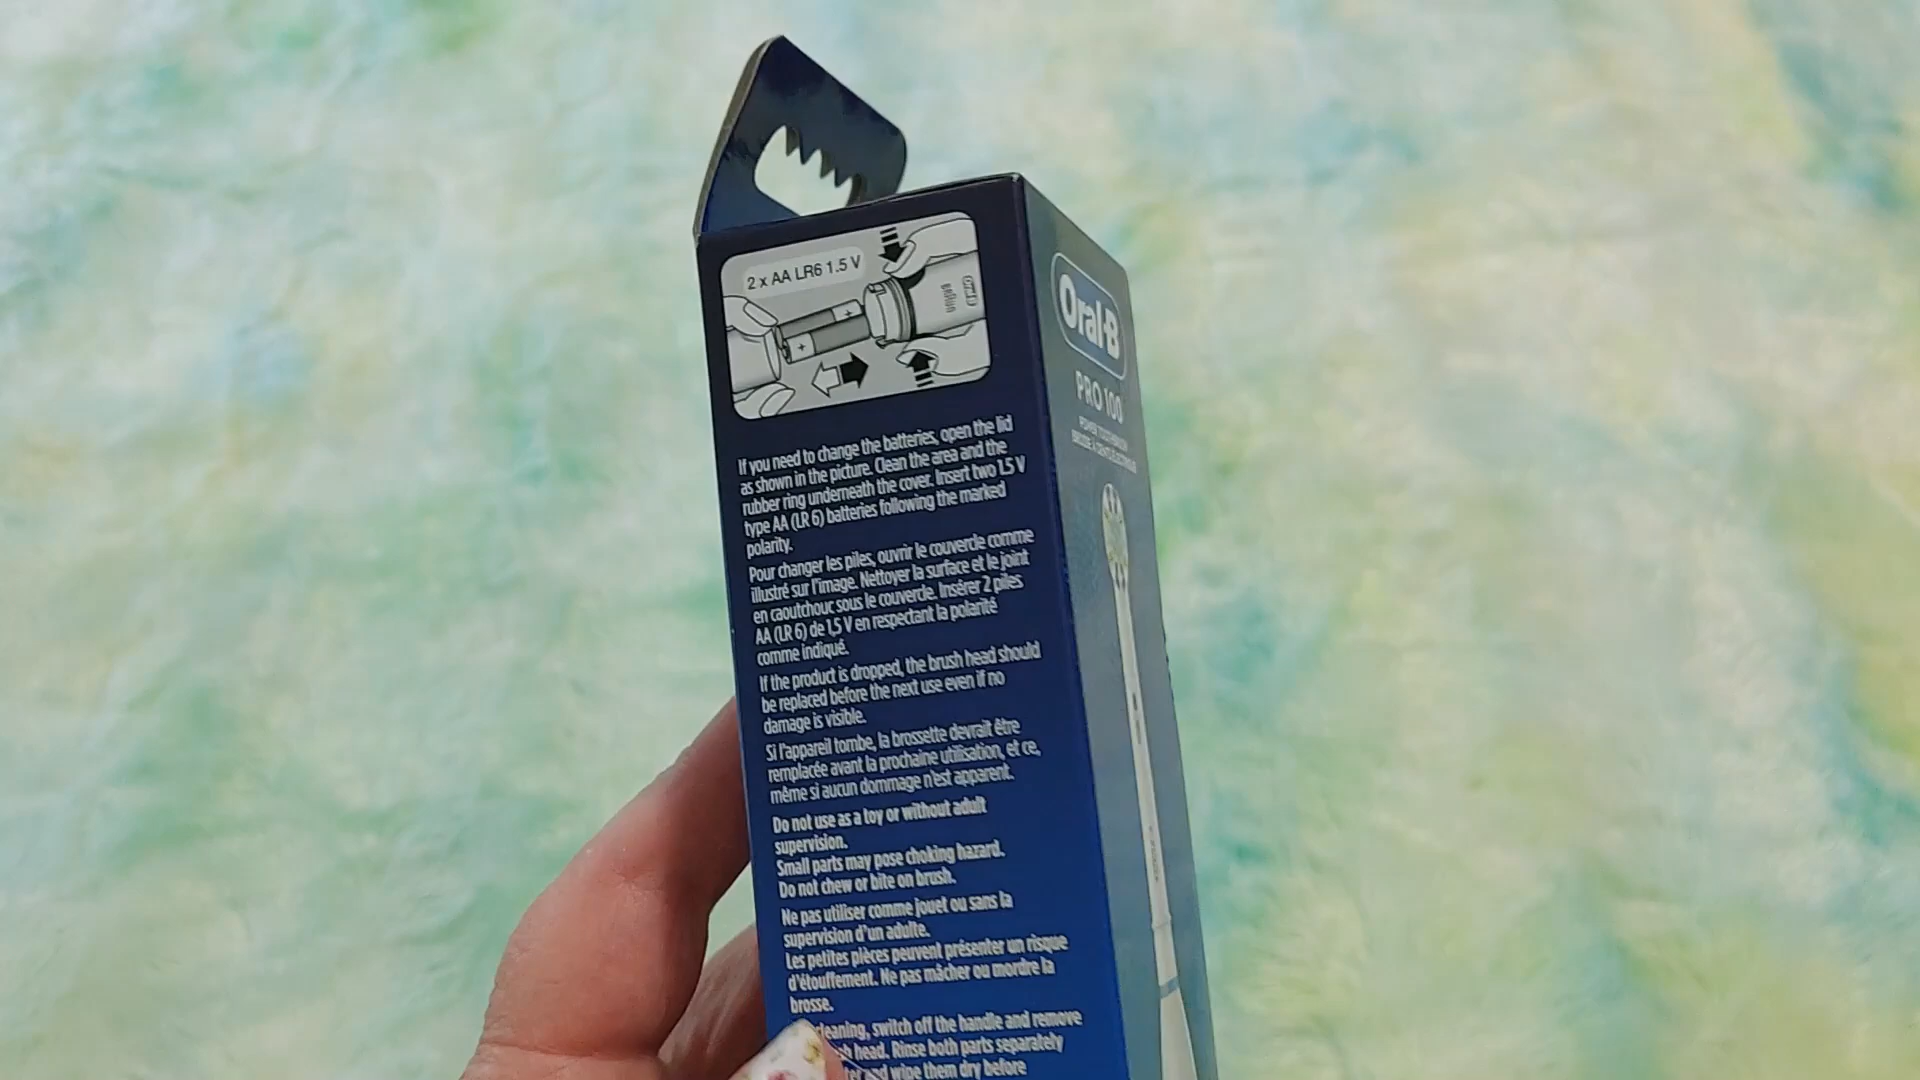 2 x AA LR6 1.5 V
BRAUN
If you need to change the batteries, open the lid
as shown in the picture. Clean the area and the
rubber ring underneath the cover. Insert two 1.5 V
type AA (LR 6) batteries following the marked
polarity.
Pour changer les piles, ouvrir le couvercle comme
illustré sur l'image. Nettoyer la surface et le joint
en caoutchouc sous le couvercle. Insérer 2 piles
AA (LR 6) de 1,5 V en respectant la polarité
comme indiqué.
If the product is dropped, the brush head should
be replaced before the next use even if no
damage is visible.
Si l'appareil tombe, la brossette devrait être
remplacée avant la prochaine utilisation, et ce,
même si aucun dommage n'est apparent.
Do not use as a toy or without adult
supervision.
Small parts may pose choking hazard.
Do not chew or bite on brush.
Ne pas utiliser comme jouet ou sans la
supervision d'un adulte.
Les petites pièces peuvent présenter un risque
d'étouffement. Ne pas mâcher ou mordre la
brosse.
cleaning, switch off the handle and remove
head. Rinse both parts separately
and wipe them dry before
Oral-B
PRO 100
POWER TOOTHBRUSH
BROSSE À DENTS ÉLECTRIQUE